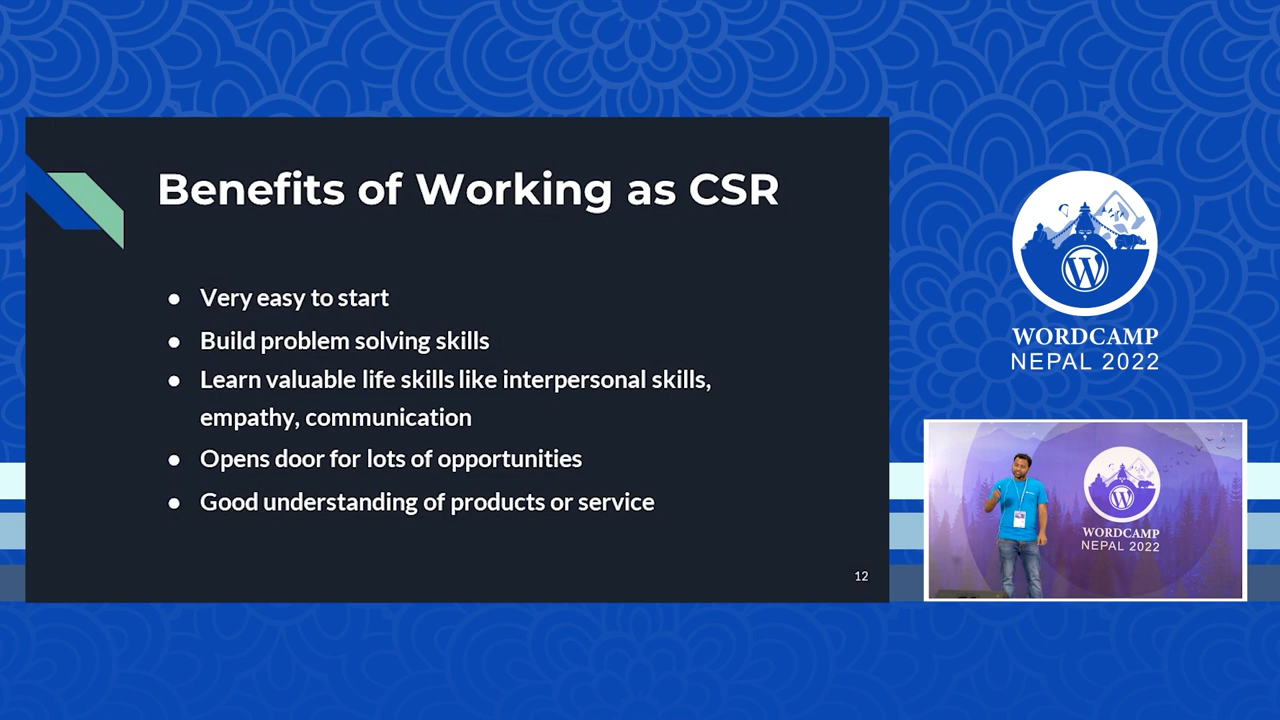 Benefits of Working as CSR
● Very easy to start
● Build problem solving skills
● Learn valuable life skills like interpersonal skills,
empathy, communication
● Opens door for lots of opportunities
● Good understanding of products or service
12
WORDCAMP
NEPAL 2022
WORDCAMP
NEPAL 2022